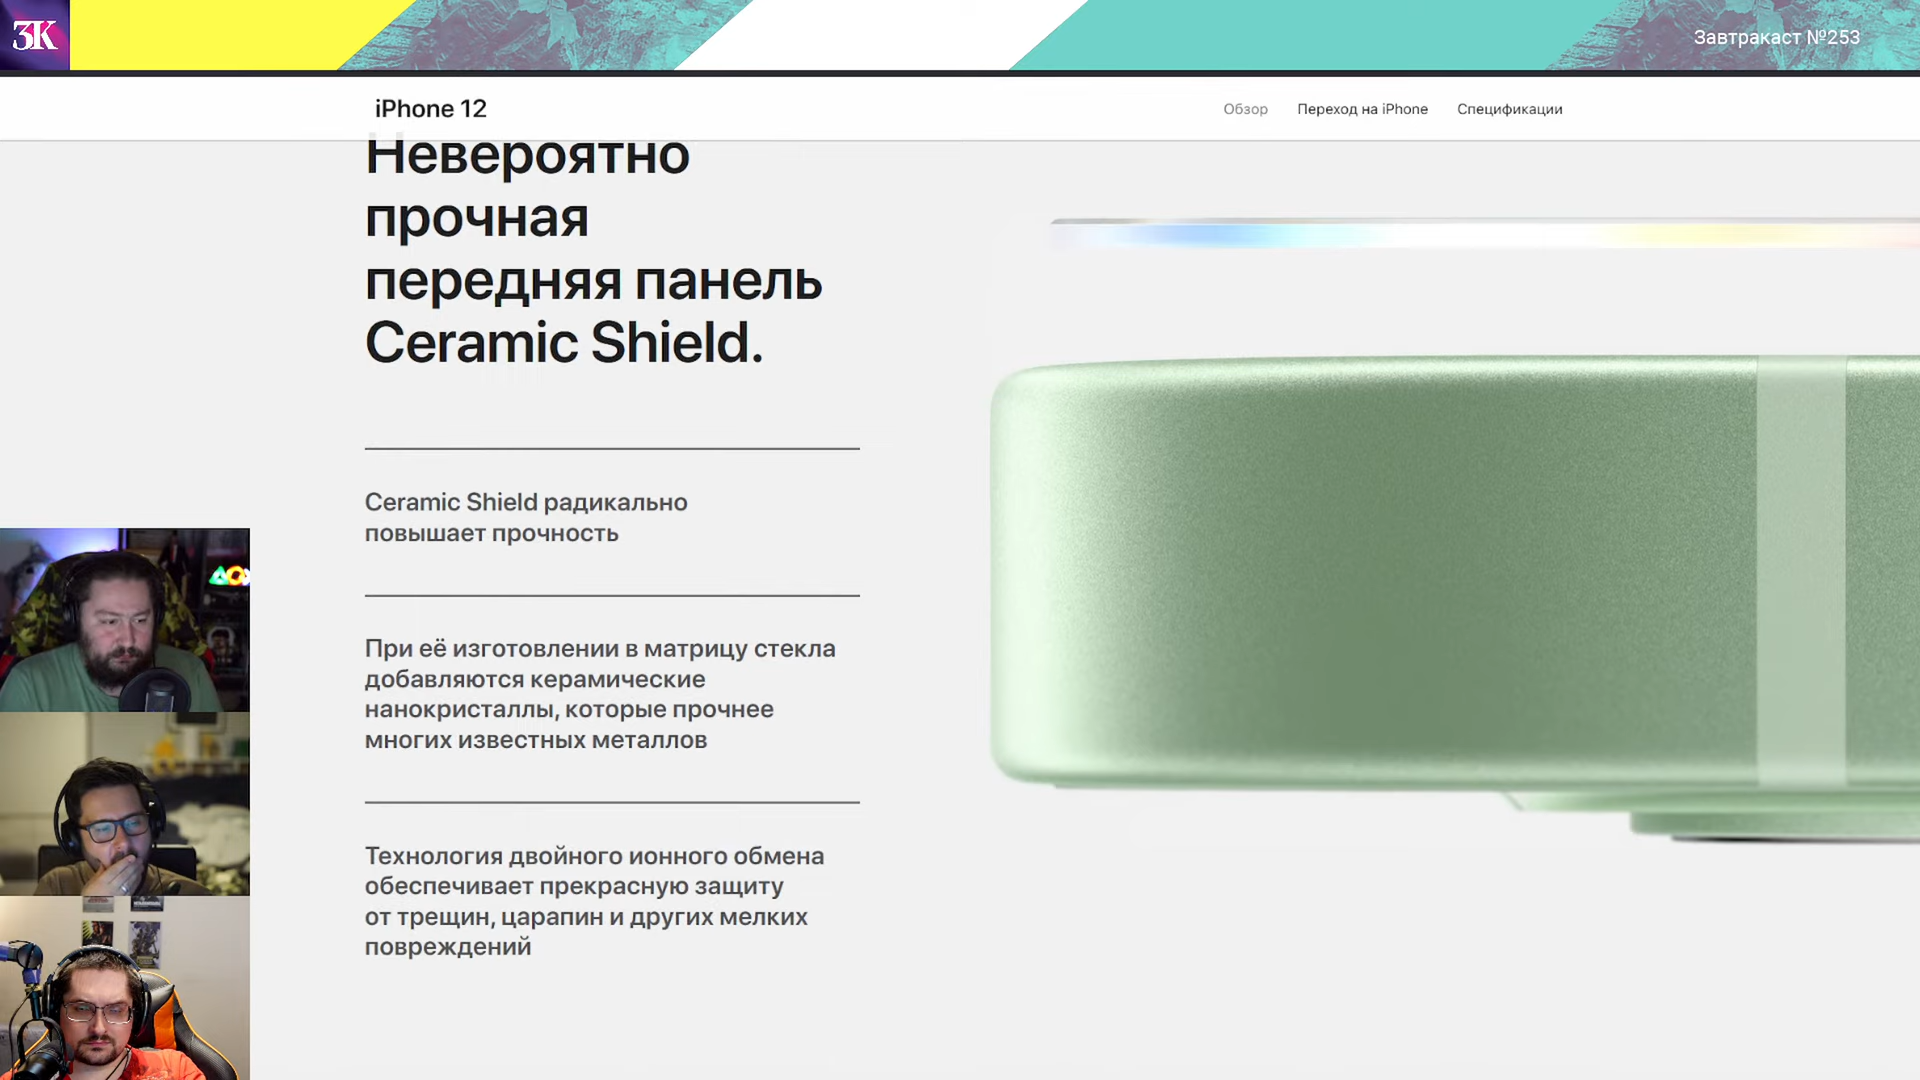 ЗК
Завтракаст №253
iPhone 12
Обзор
Переход на iPhone
Спецификации
Невероятно
прочная
передняя панель
Ceramic Shield.
Ceramic Shield радикально
повышает прочность
При её изготовлении в матрицу стекла
добавляются керамические
нанокристаллы, которые прочнее
многих известных металлов
Технология двойного ионного обмена
обеспечивает прекрасную защиту
от трещин, царапин и других мелких
повреждений